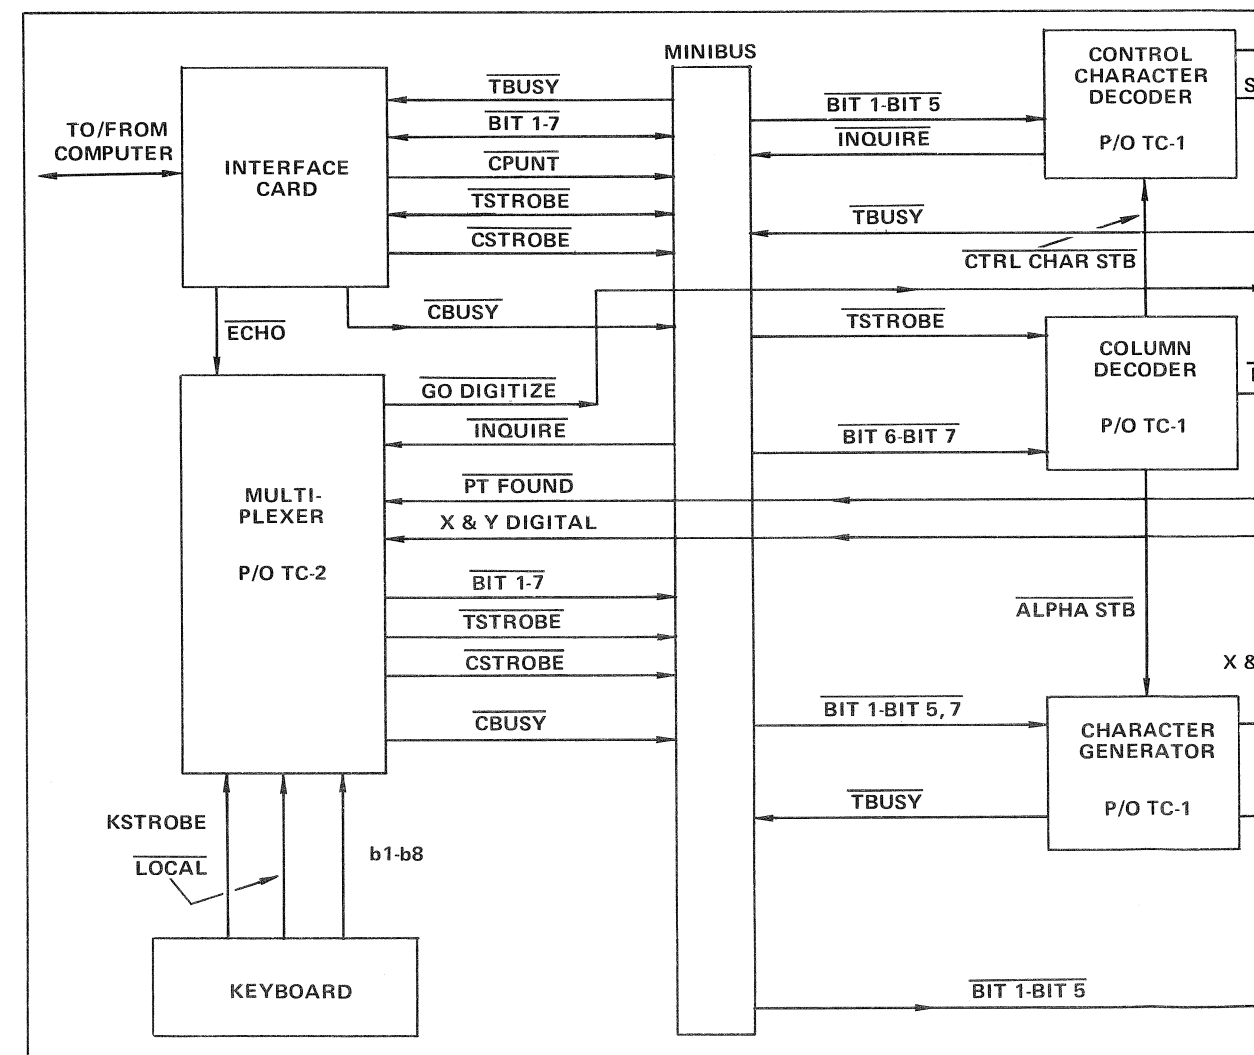 MINIBUS
CONTROL
CHARACTER
DECODER
P/O TC-1
S
TO/FROM
COMPUTER
INTERFACE
CARD
TBUSY
BIT 1-7
CPUNT
TSTROBE
CSTROBE
BIT 1-BIT 5
INQUIRE
TBUSY
CTRL CHAR STB
ECHO
CBUSY
TSTROBE
COLUMN
DECODER
P/O TC-1
GO DIGITIZE
INQUIRE
BIT 6-BIT 7
PT FOUND
X & Y DIGITAL
MULTI-
PLEXER
P/O TC-2
BIT 1-7
TSTROBE
CSTROBE
CBUSY
ALPHA STB
X &
BIT 1-BIT 5, 7
CHARACTER
GENERATOR
P/O TC-1
TBUSY
KSTROBE
LOCAL
b1-b8
KEYBOARD
BIT 1-BIT 5